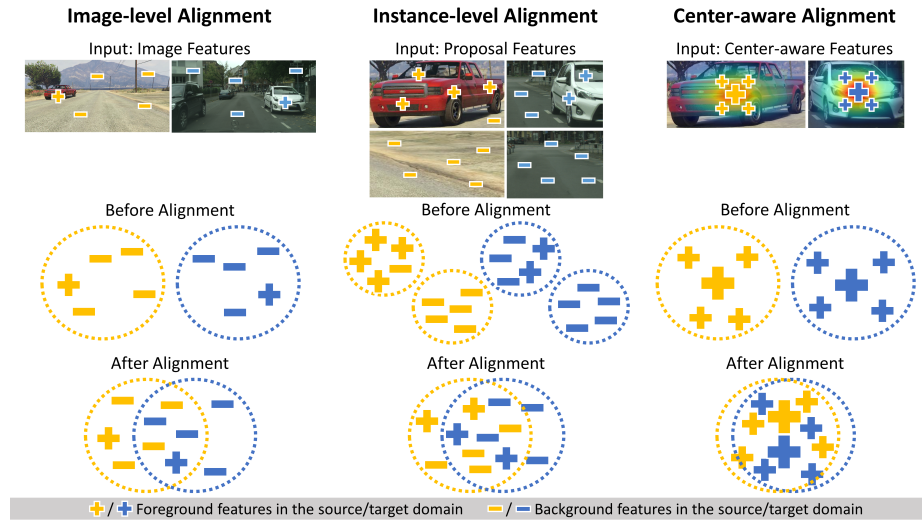 Image-level Alignment
Input: Image Features
Before Alignment
After Alignment
Instance-level Alignment
Input: Proposal Features
Before Alignment
After Alignment
Center-aware Alignment
Input: Center-aware Features
Before Alignment
After Alignment
/ Foreground features in the source/target domain
/ Background features in the source/target domain